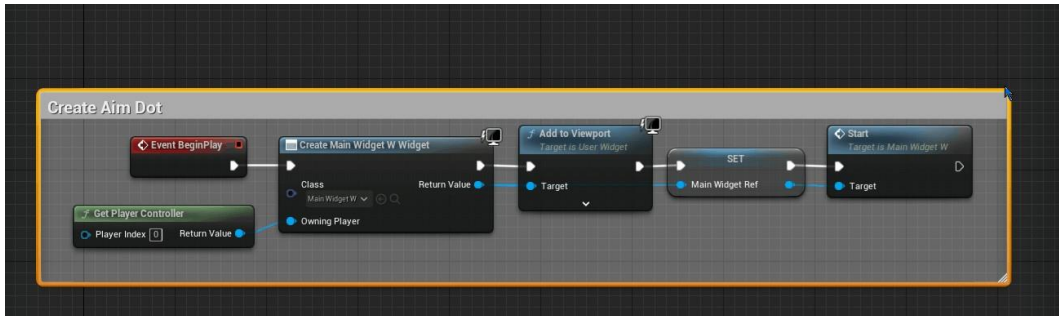 Create Aim Dot
Event BeginPlay
Create Main Widget W Widget
Class
Main Widget W
Return Value
Owning Player
Get Player Controller
Player Index 0
Return Value
f Add to Viewport
Target is User Widget
Target
SET
Main Widget Ref
Start
Target is Main Widget W
Target